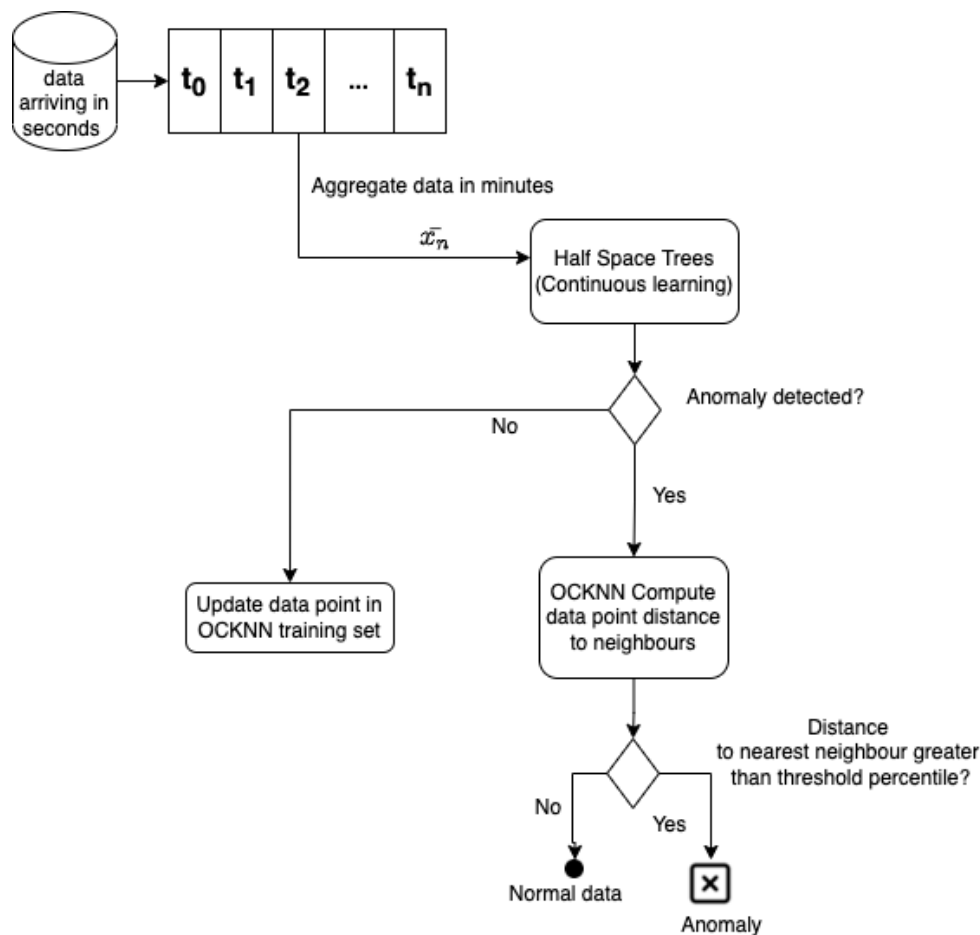 data
arriving in
seconds
t₀ t₁ t₂ ... tₙ
Aggregate data in minutes
x̄ₙ
Half Space Trees
(Continuous learning)
Anomaly detected?
No
Yes
Update data point in
OCKNN training set
OCKNN Compute
data point distance
to neighbours
Distance
to nearest neighbour greater
than threshold percentile?
No
Yes
Normal data
Anomaly